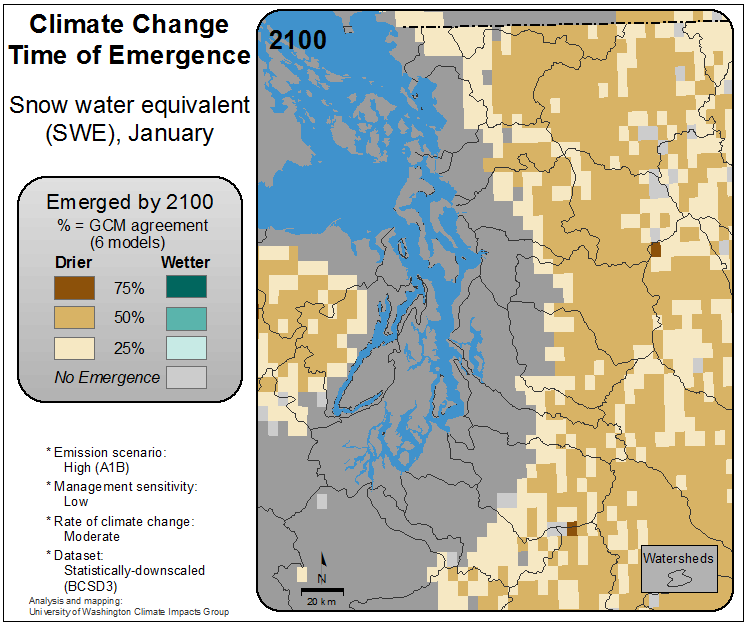 Climate Change
Time of Emergence
Snow water equivalent
(SWE), January
Emerged by 2100
% = GCM agreement
(6 models)
Drier Wetter
75%
50%
25%
No Emergence
* Emission scenario:
High (A1B)
* Management sensitivity:
Low
* Rate of climate change:
Moderate
* Dataset:
Statistically-downscaled
(BCSD3)
Analysis and mapping:
University of Washington Climate Impacts Group
2100
N
20 km
Watersheds